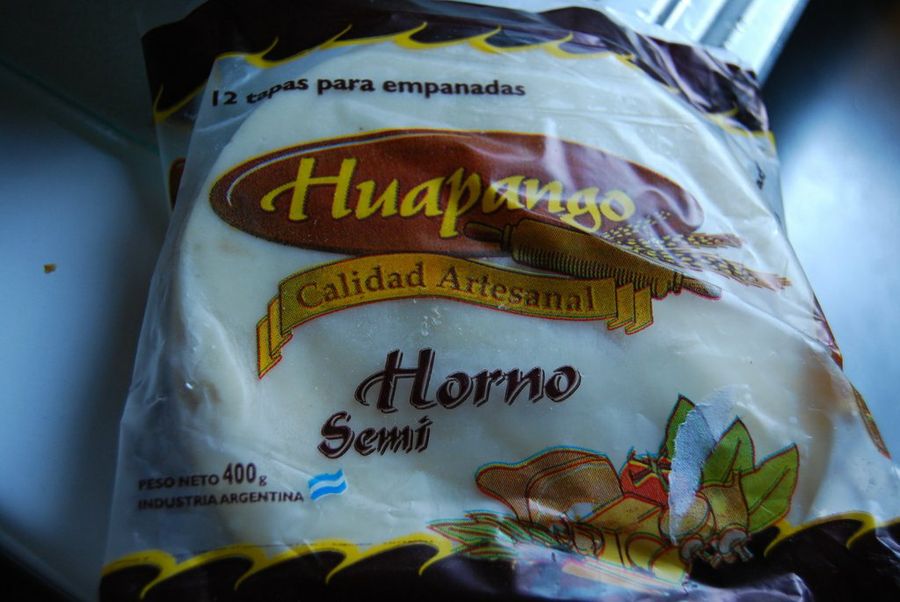 12 tapas para empanadas
Huapango
Calidad Artesanal
Horno
Semi
PESO NETO 400g
INDUSTRIA ARGENTINA